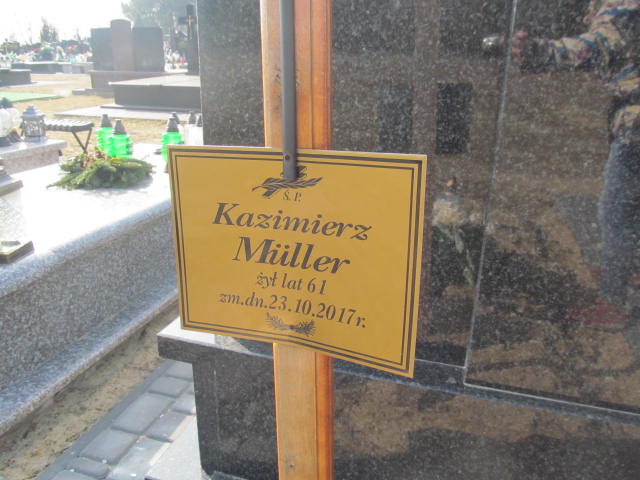 Ś.P.
Kazimierz
Müller
żył lat 61
zm.dn.23.10.2017r.